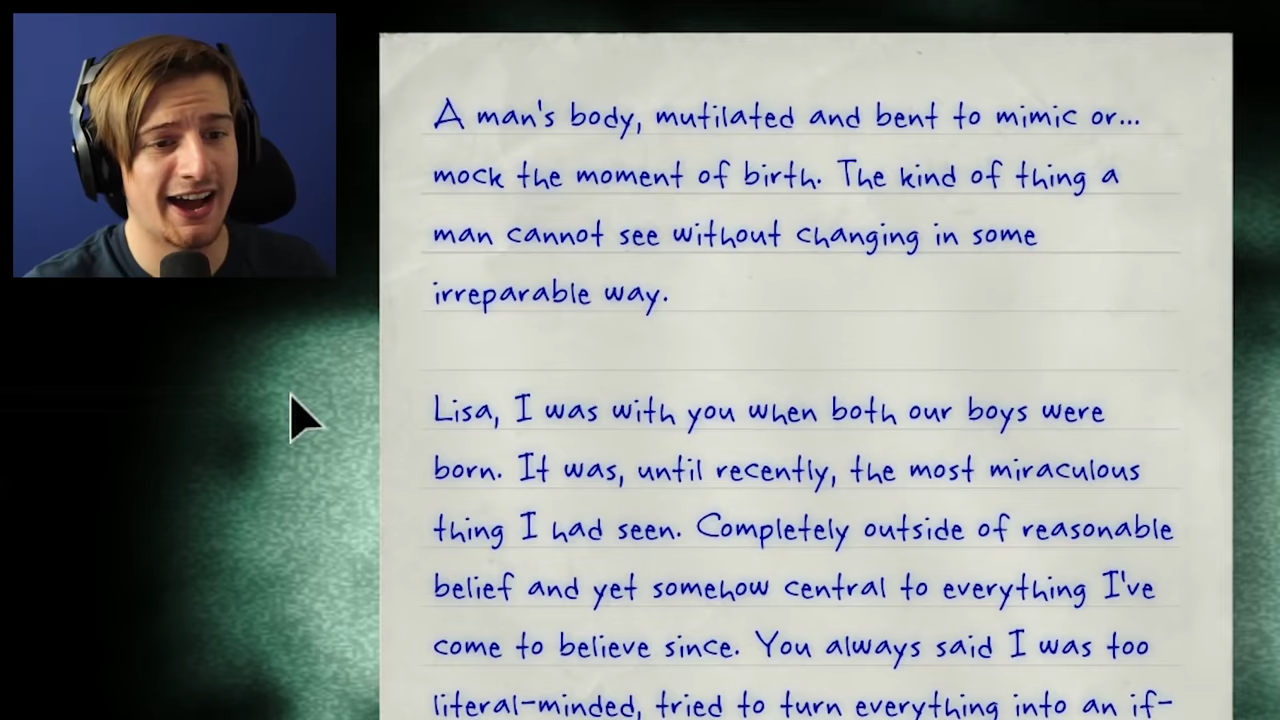 A man's body, mutilated and bent to mimic or...
mock the moment of birth. The kind of thing a
man cannot see without changing in some
irreparable way.
Lisa, I was with you when both our boys were
born. It was, until recently, the most miraculous
thing I had seen. Completely outside of reasonable
belief and yet somehow central to everything I've
come to believe since. You always said I was too
literal-minded, tried to turn everything into an if-